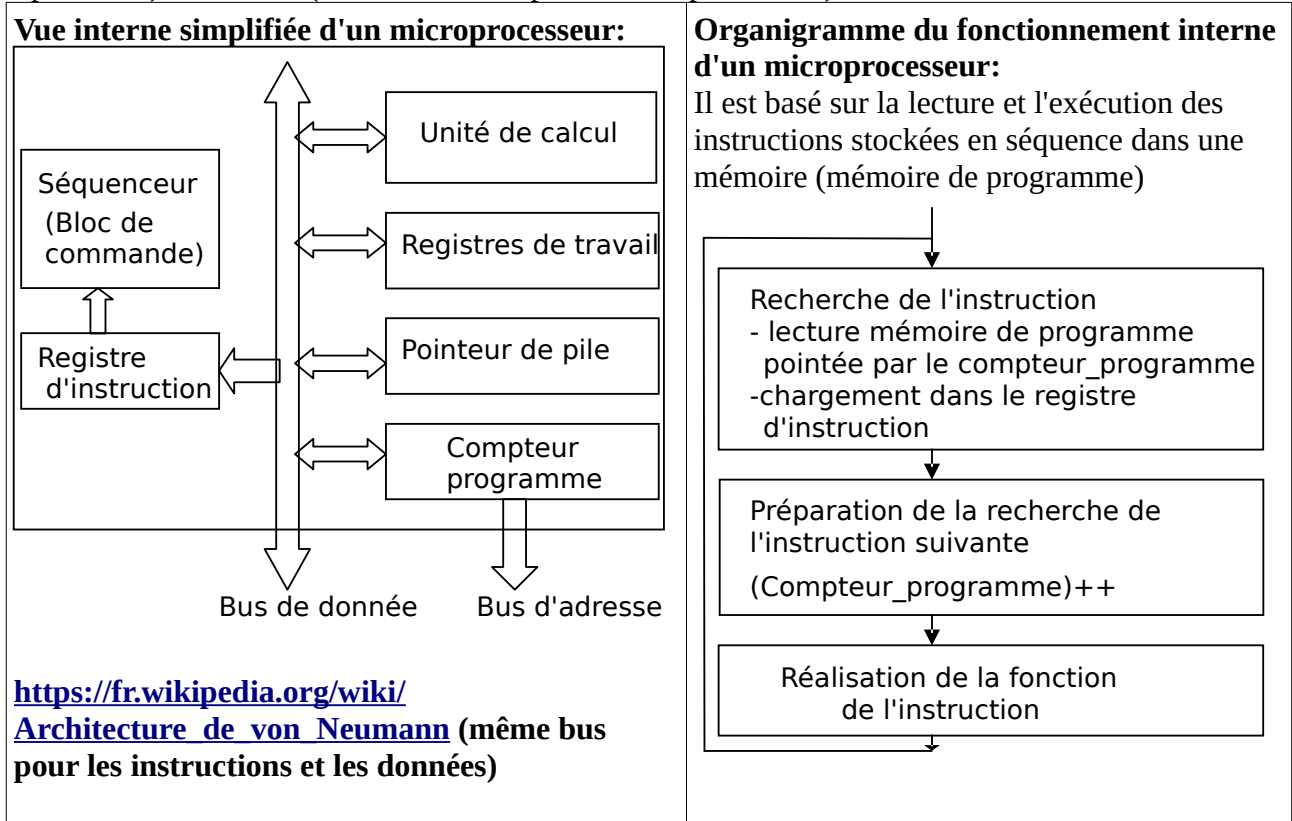 Vue interne simplifiée d'un microprocesseur:
Unité de calcul
Séquenceur
(Bloc de
commande)
Registres de travail
Registre
d'instruction
Pointeur de pile
Compteur
programme
Bus de donnée
Bus d'adresse
https://fr.wikipedia.org/wiki/
Architecture_de_von_Neumann (même bus
pour les instructions et les données)
Organigramme du fonctionnement interne
d'un microprocesseur:
Il est basé sur la lecture et l'exécution des
instructions stockées en séquence dans une
mémoire (mémoire de programme)
Recherche de l'instruction
- lecture mémoire de programme
pointée par le compteur_programme
-chargement dans le registre
d'instruction
Préparation de la recherche de
l'instruction suivante
(Compteur_programme)++
Réalisation de la fonction
de l'instruction